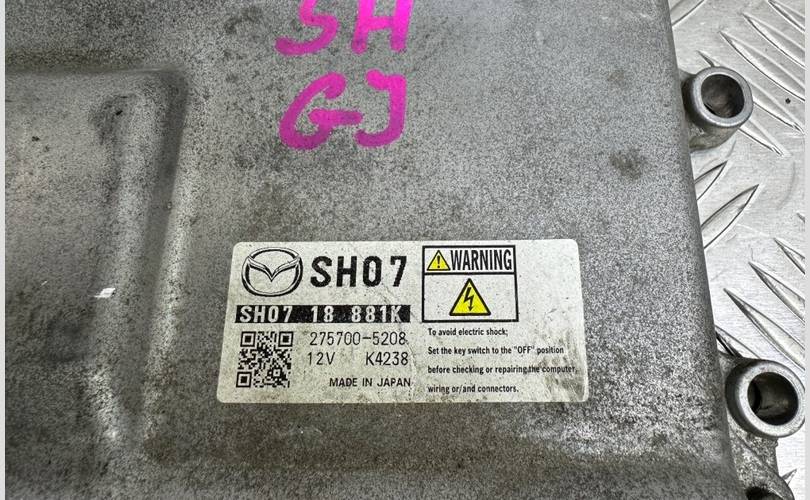 SH
GJ
SH07
SH07 18 881K
275700-5208
12V K4238
MADE IN JAPAN
WARNING
To avoid electric shock;
Set the key switch to the "OFF" position
before checking or repairing the computer,
wiring or/and connectors.